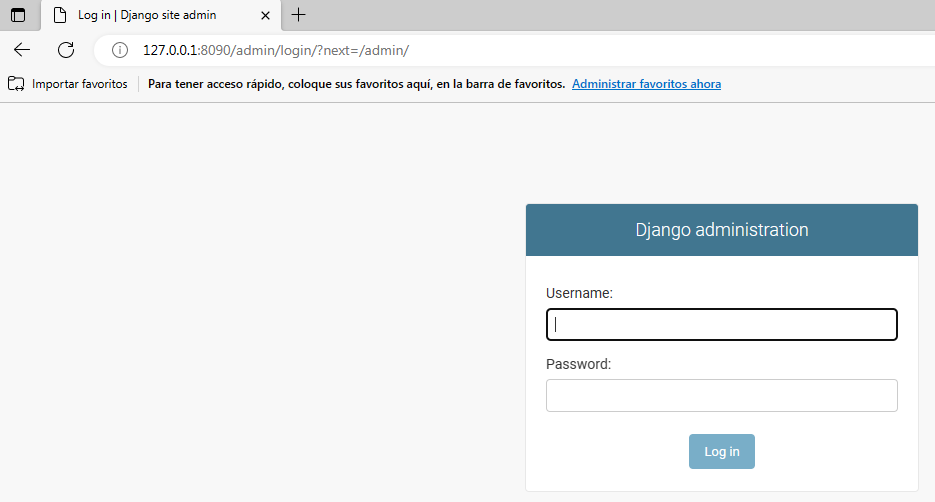 Log in | Django site admin
127.0.0.1:8090/admin/login/?next=/admin/
Importar favoritos Para tener acceso rápido, coloque sus favoritos aquí, en la barra de favoritos. Administrar favoritos ahora
Django administration
Username:
Password:
Log in